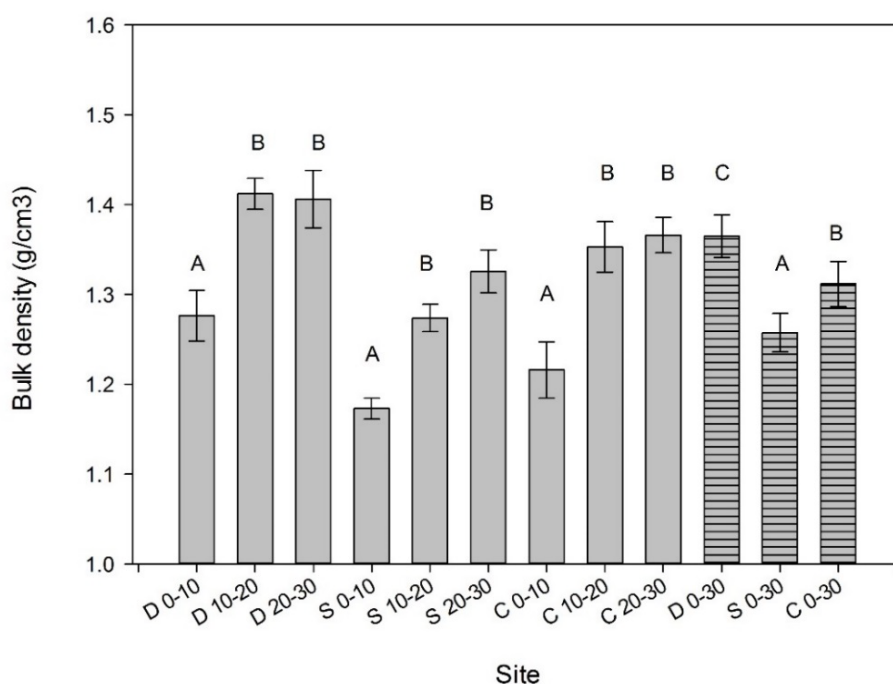 1.6
1.5
1.4
1.3
1.2
1.1
1.0
Bulk density (g/cm3)
A
B
B
A
B
B
A
B
B
C
A
B
D 0-10
D 10-20
D 20-30
S 0-10
S 10-20
S 20-30
C 0-10
C 10-20
C 20-30
D 0-30
S 0-30
C 0-30
Site